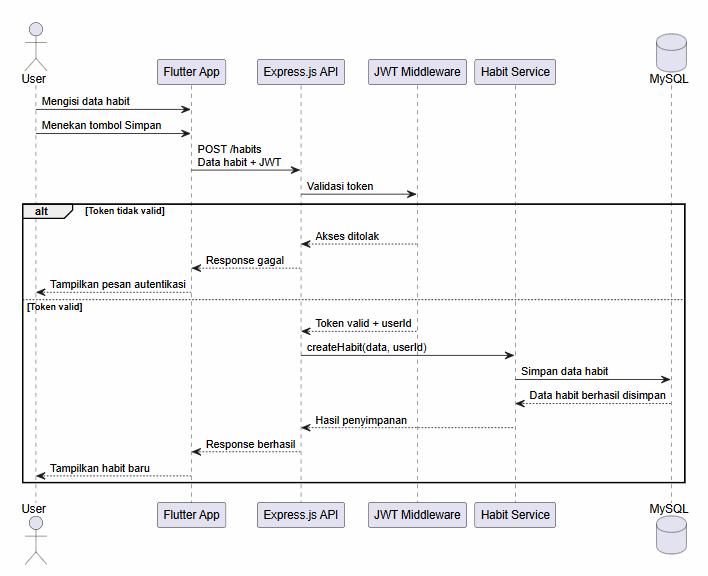 User
Flutter App
Express.js API
JWT Middleware
Habit Service
MySQL
Mengisi data habit
Menekan tombol Simpan
POST /habits
Data habit + JWT
Validasi token
alt
[Token tidak valid]
Akses ditolak
Response gagal
Tampilkan pesan autentikasi
[Token valid]
Token valid + userId
createHabit(data, userId)
Simpan data habit
Data habit berhasil disimpan
Hasil penyimpanan
Response berhasil
Tampilkan habit baru
User
Flutter App
Express.js API
JWT Middleware
Habit Service
MySQL